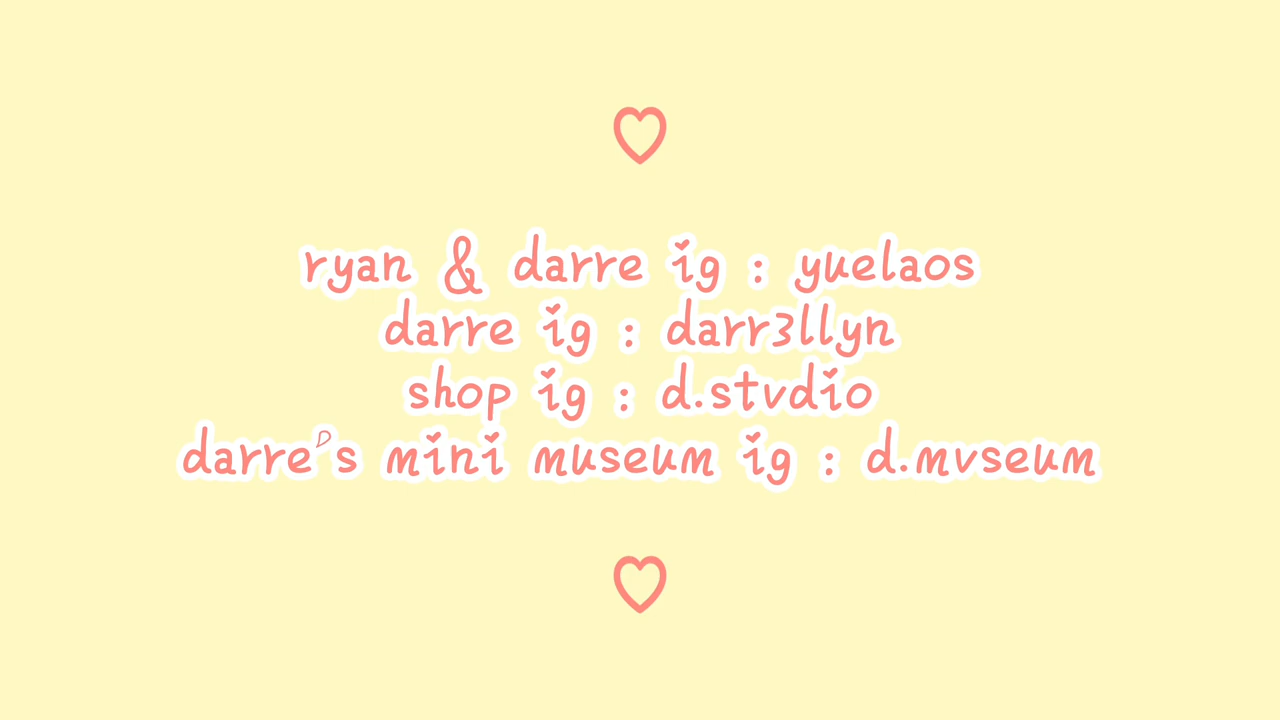 ryan & darre ig : yuelaos
darre ig : darr3llyn
shop ig : d.stvdio
darre's mini museum ig : d.mvseum